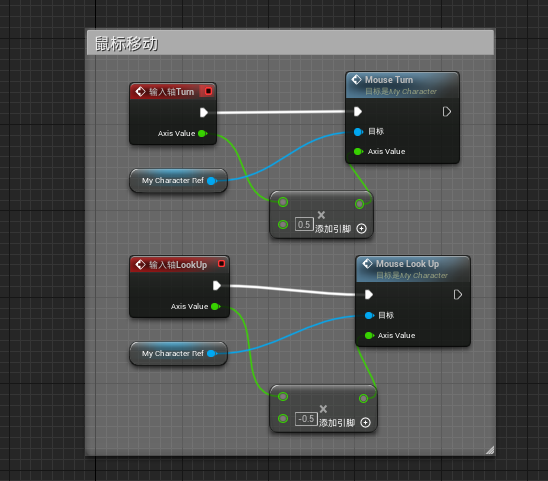 鼠标移动
输入轴Turn
Axis Value
Mouse Turn
目标是My Character
目标
Axis Value
My Character Ref
×
0.5
添加引脚
输入轴LookUp
Axis Value
Mouse Look Up
目标是My Character
目标
Axis Value
My Character Ref
×
-0.5
添加引脚